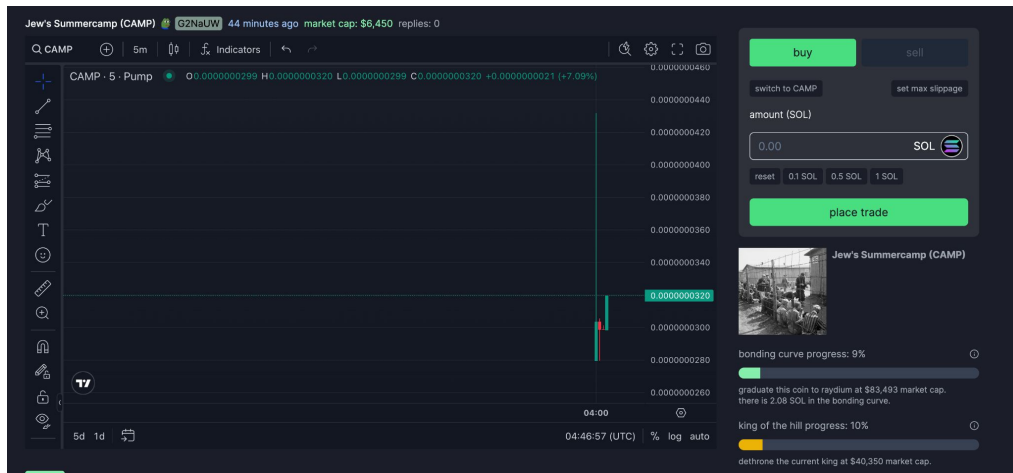 Jew's Summercamp (CAMP) G2NaUW 44 minutes ago market cap: $6,450 replies: 0
CAMP 5m Indicators
CAMP · 5 · Pump O0.0000000299 H0.0000000320 L0.0000000299 C0.0000000320 +0.0000000021 (+7.09%)
0.0000000460
0.0000000440
0.0000000420
0.0000000400
0.0000000380
0.0000000360
0.0000000340
0.0000000320
0.0000000300
0.0000000280
0.0000000260
04:00
5d 1d 04:46:57 (UTC) % log auto
buy sell
switch to CAMP set max slippage
amount (SOL)
0.00 SOL
reset 0.1 SOL 0.5 SOL 1 SOL
place trade
Jew's Summercamp (CAMP)
bonding curve progress: 9%
graduate this coin to raydium at $83,493 market cap.
there is 2.08 SOL in the bonding curve.
king of the hill progress: 10%
dethrone the current king at $40,350 market cap.